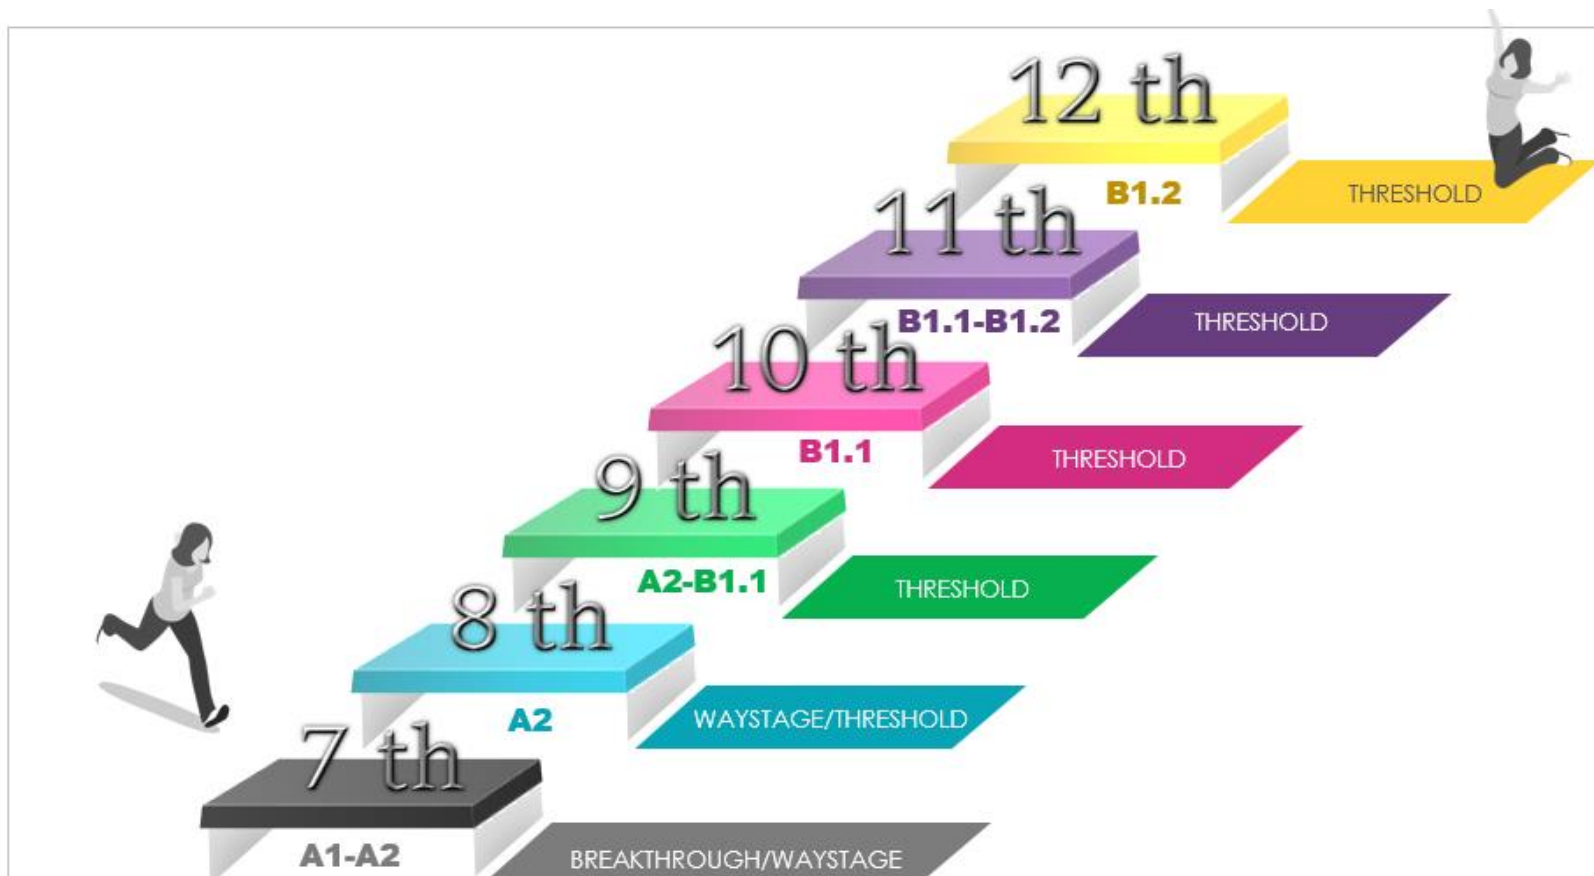 12 th
B1.2
THRESHOLD
11 th
B1.1-B1.2
THRESHOLD
10 th
B1.1
THRESHOLD
9 th
A2-B1.1
THRESHOLD
8 th
A2
WAYSTAGE/THRESHOLD
7 th
A1-A2
BREAKTHROUGH/WAYSTAGE